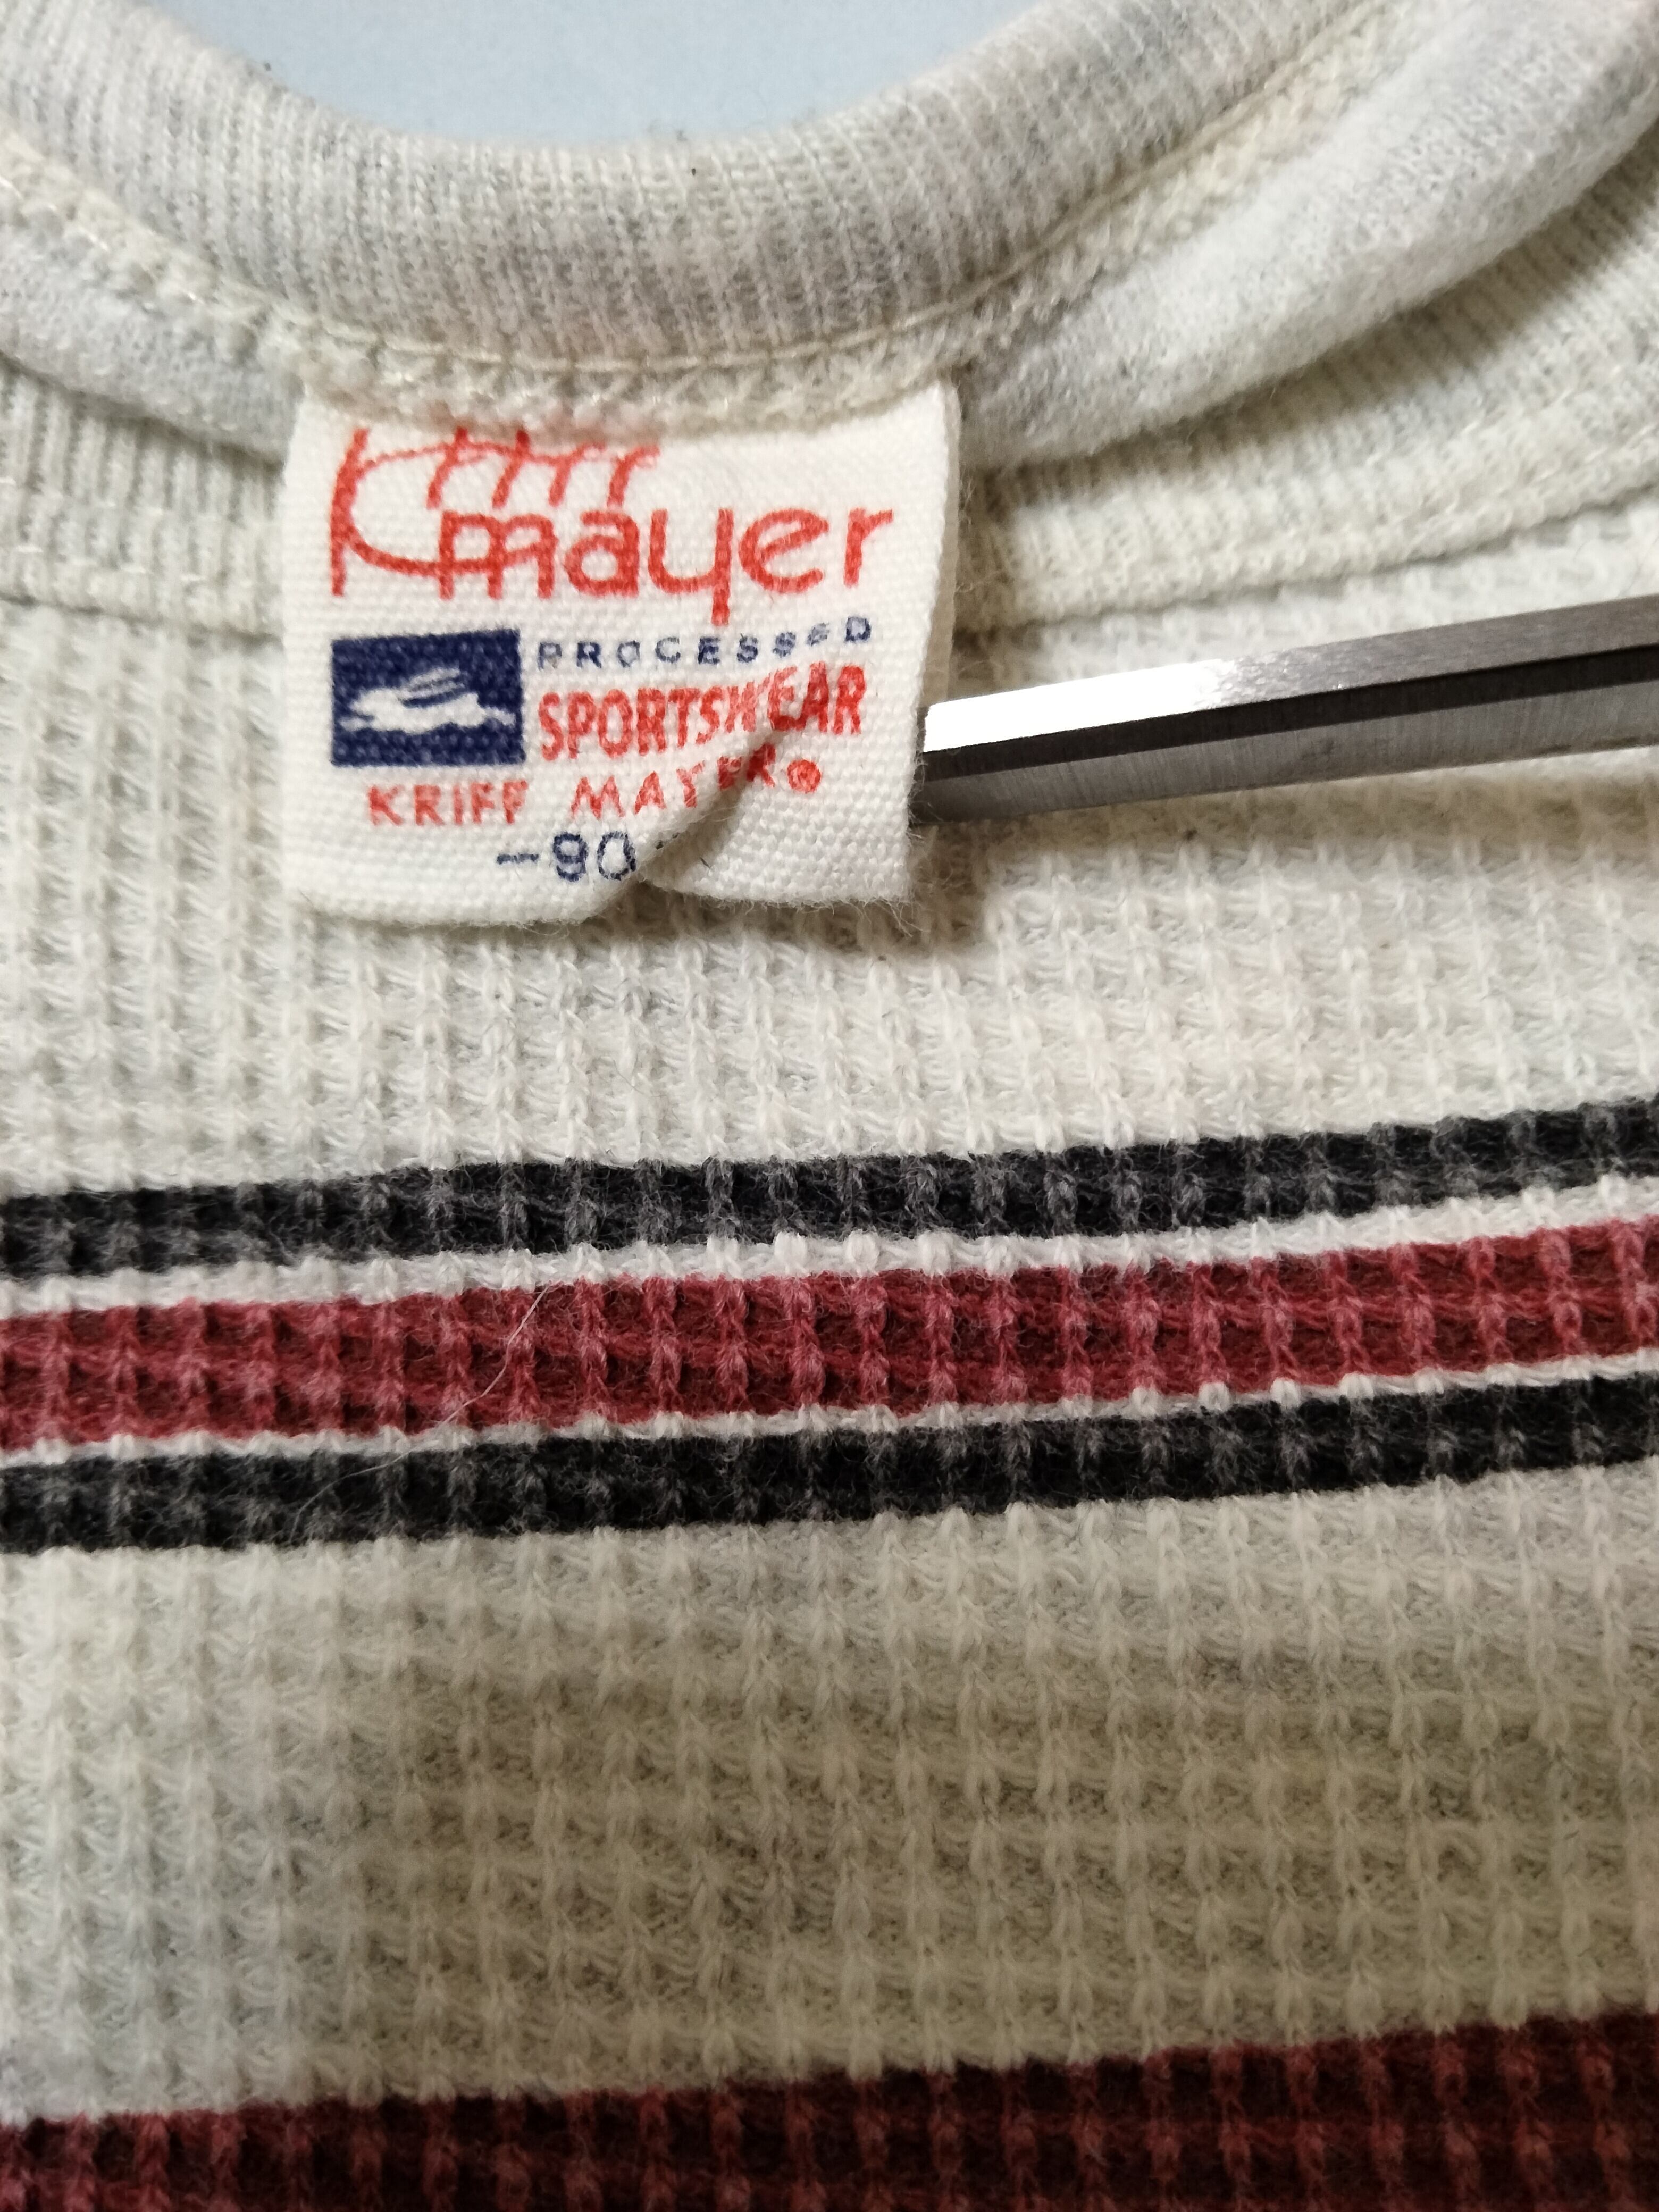 Kriff
mayer
PROCESSED
SPORTSWEAR
KRIFF MAYER®
-90